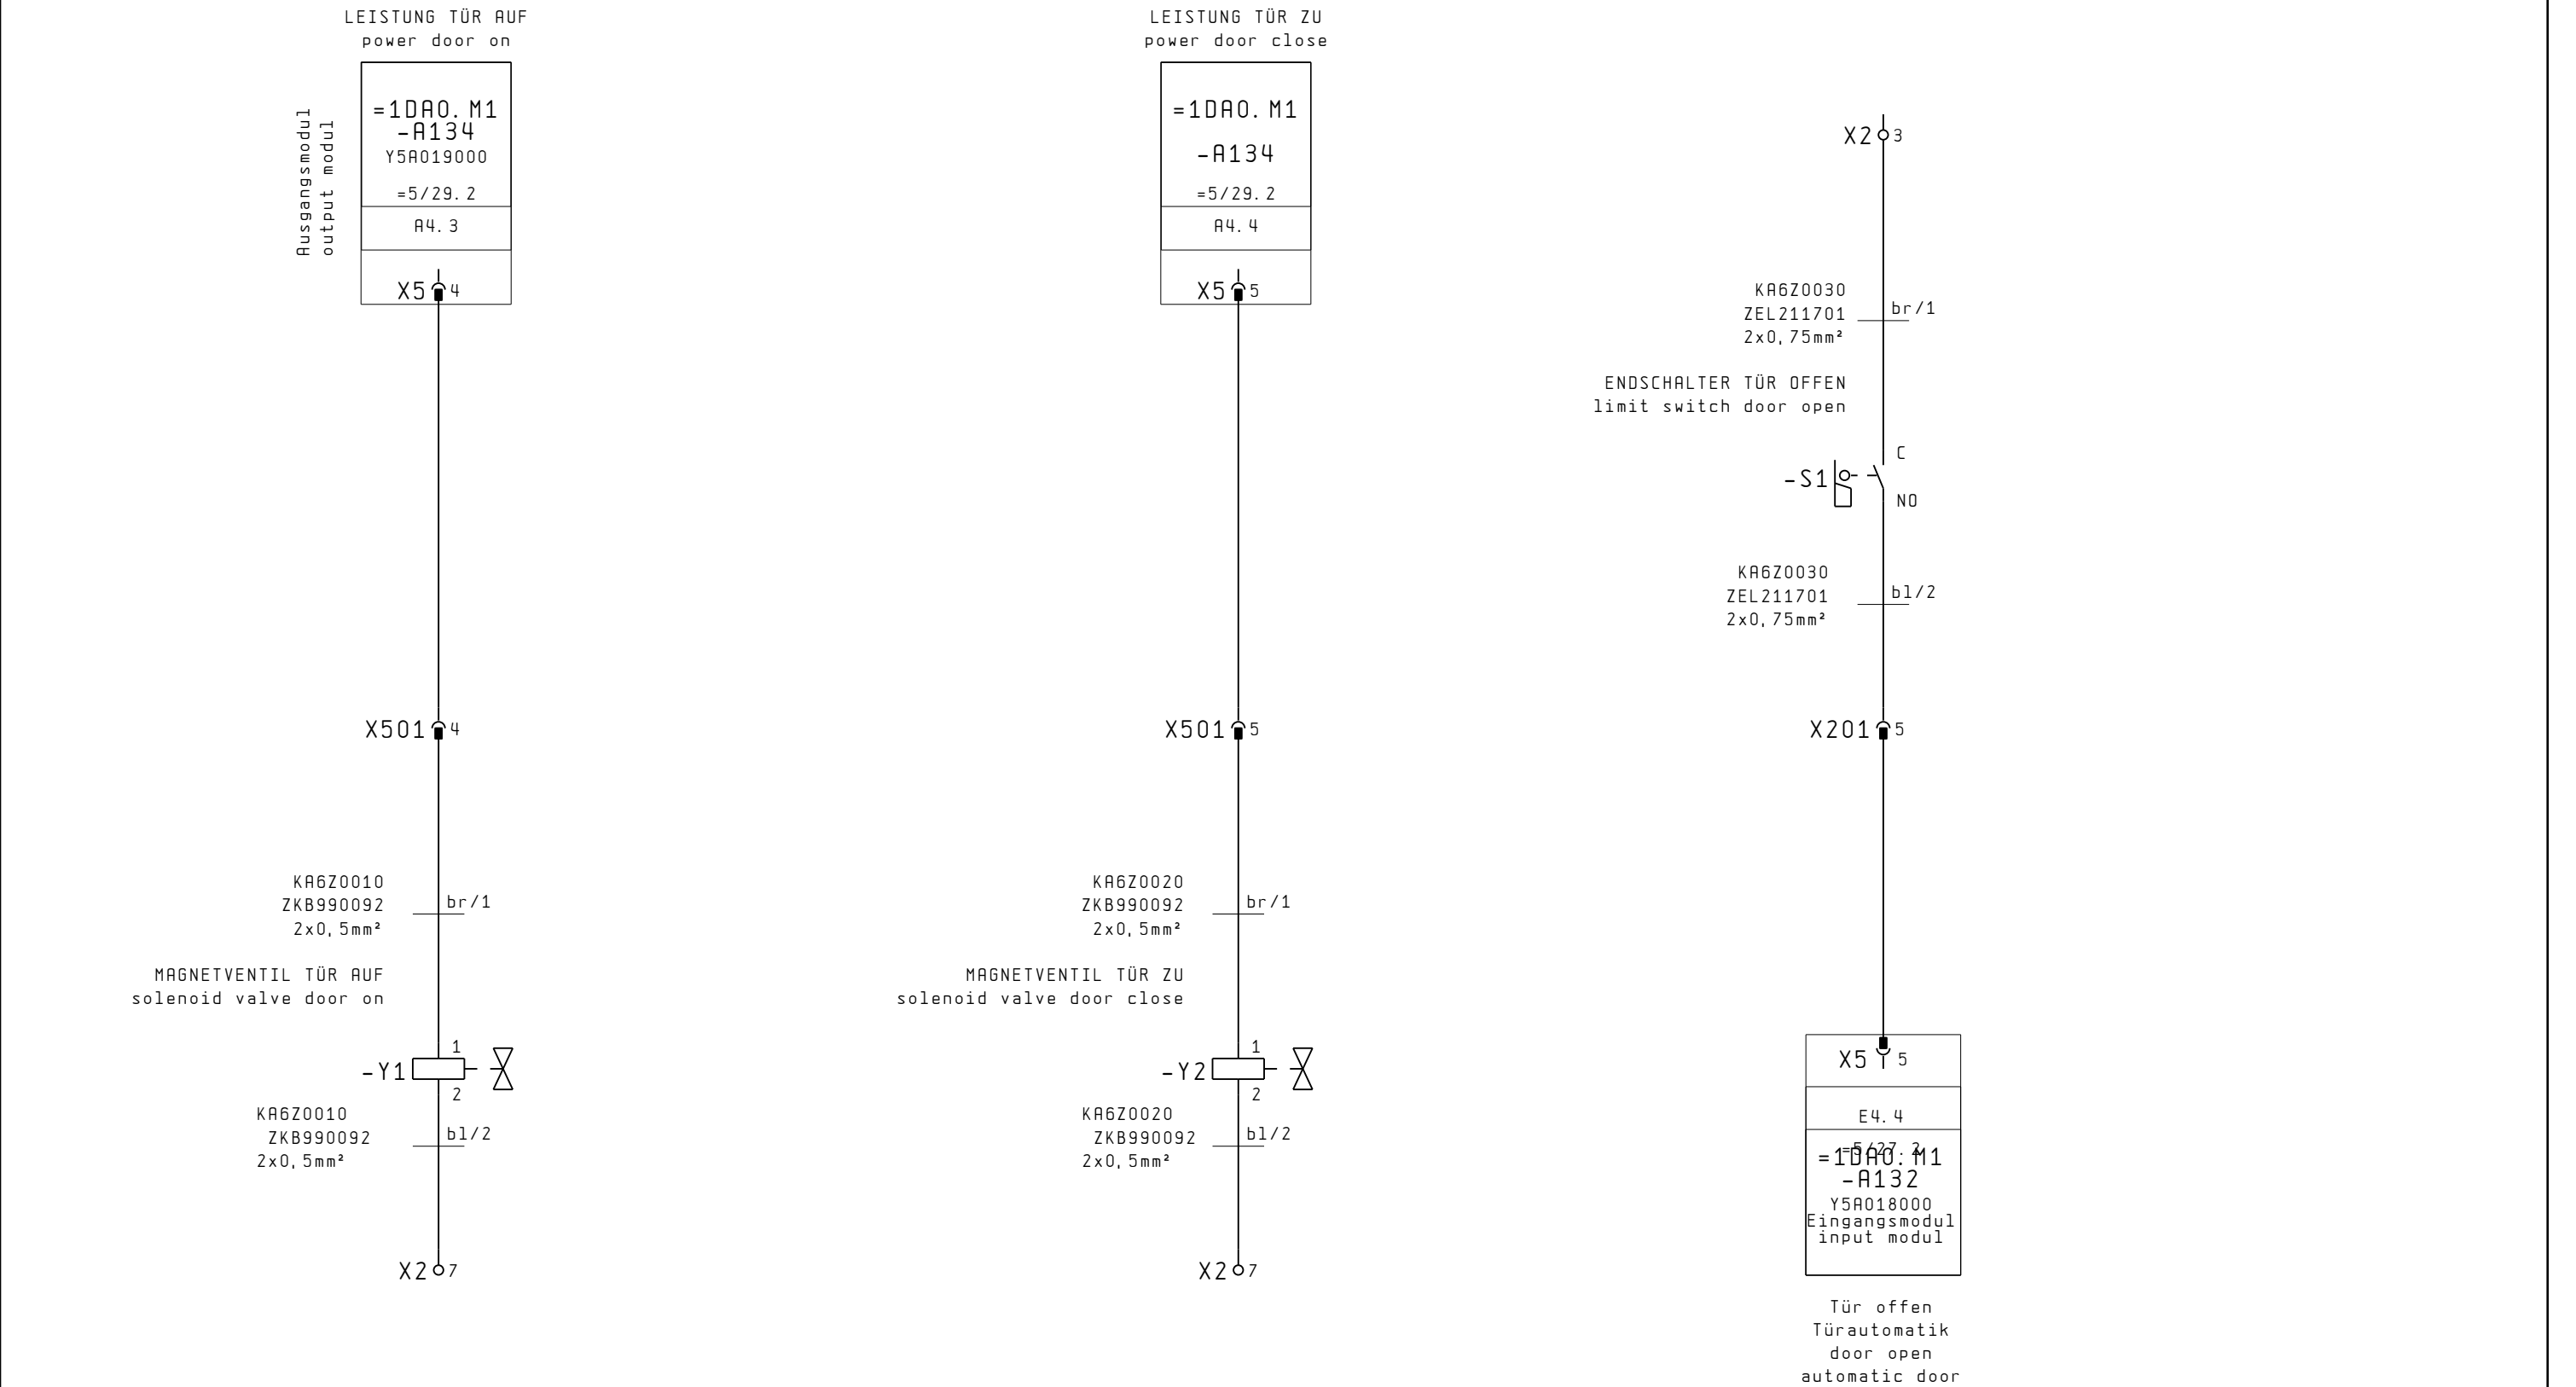 LEISTUNG TÜR AUF
power door on
Ausgangsmodul
output modul
=1DA0.M1
-A134
Y5A019000
=5/29.2
A4.3
X5 4
X501 4
KA6Z0010
ZKB990092
2x0,5mm²
br/1
MAGNETVENTIL TÜR AUF
solenoid valve door on
1
-Y1
2
KA6Z0010
ZKB990092
2x0,5mm²
bl/2
X2 7
LEISTUNG TÜR ZU
power door close
=1DA0.M1
-A134
=5/29.2
A4.4
X5 5
X501 5
KA6Z0020
ZKB990092
2x0,5mm²
br/1
MAGNETVENTIL TÜR ZU
solenoid valve door close
1
-Y2
2
KA6Z0020
ZKB990092
2x0,5mm²
bl/2
X2 7
X2 3
KA6Z0030
ZEL211701
2x0,75mm²
br/1
ENDSCHALTER TÜR OFFEN
limit switch door open
C
-S1
NO
KA6Z0030
ZEL211701
2x0,75mm²
bl/2
X201 5
X5 5
E4.4
=5/27.2
=1DA0.M1
-A132
Y5A018000
Eingangsmodul
input modul
Tür offen
Türautomatik
door open
automatic door